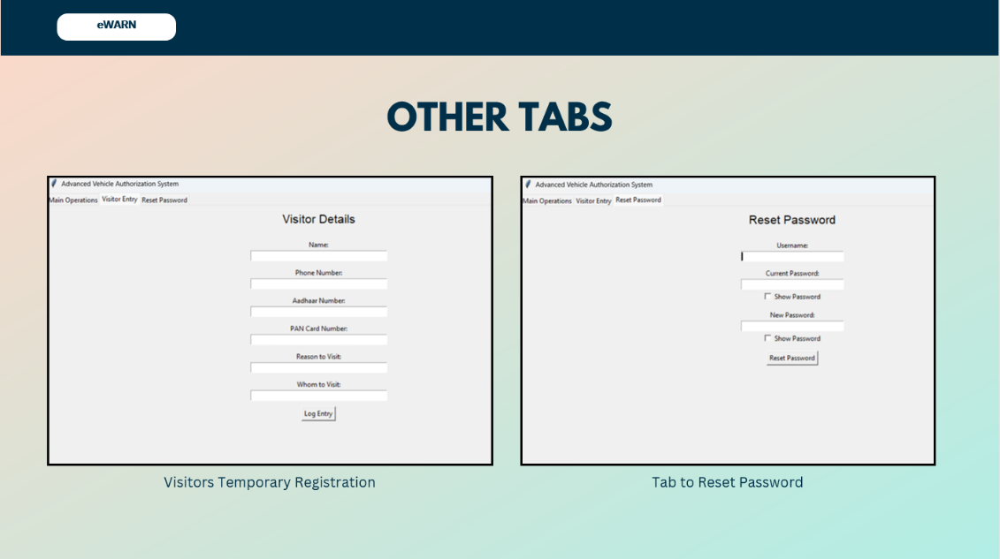 eWARN
OTHER TABS
Advanced Vehicle Authorization System
Main Operations Visitor Entry Reset Password
Visitor Details
Name:
Phone Number:
Aadhaar Number:
PAN Card Number:
Reason to Visit:
Whom to Visit:
Log Entry
Visitors Temporary Registration
Advanced Vehicle Authorization System
Main Operations Visitor Entry Reset Password
Reset Password
Username:
Current Password:
Show Password
New Password:
Show Password
Reset Password
Tab to Reset Password